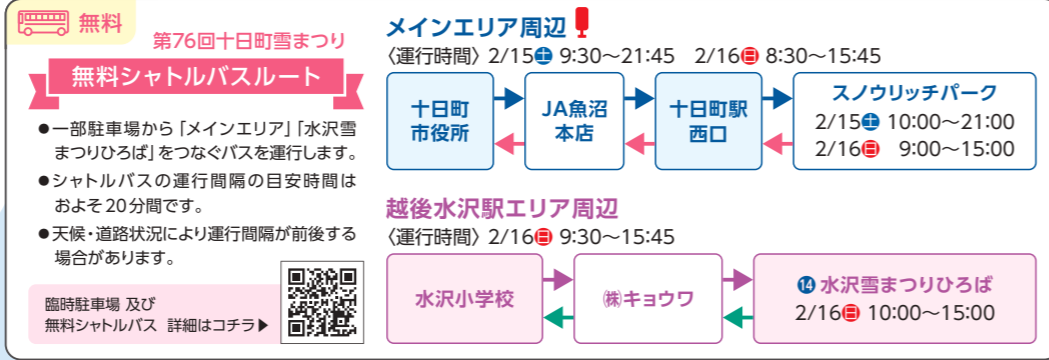 無料
第76回十日町雪まつり
無料シャトルバスルート
●一部駐車場から「メインエリア」「水沢雪
まつりひろば」をつなぐバスを運行します。
●シャトルバスの運行間隔の目安時間は
およそ20分間です。
●天候・道路状況により運行間隔が前後する
場合があります。
臨時駐車場 及び
無料シャトルバス 詳細はコチラ▶
メインエリア周辺
〈運行時間〉2/15土 9:30～21:45 2/16日 8:30～15:45
十日町
市役所
JA魚沼
本店
十日町駅
西口
スノウリッチパーク
2/15土 10:00～21:00
2/16日 9:00～15:00
越後水沢駅エリア周辺
〈運行時間〉2/16日 9:30～15:45
水沢小学校
㈱キョウワ
⓮水沢雪まつりひろば
2/16日 10:00～15:00